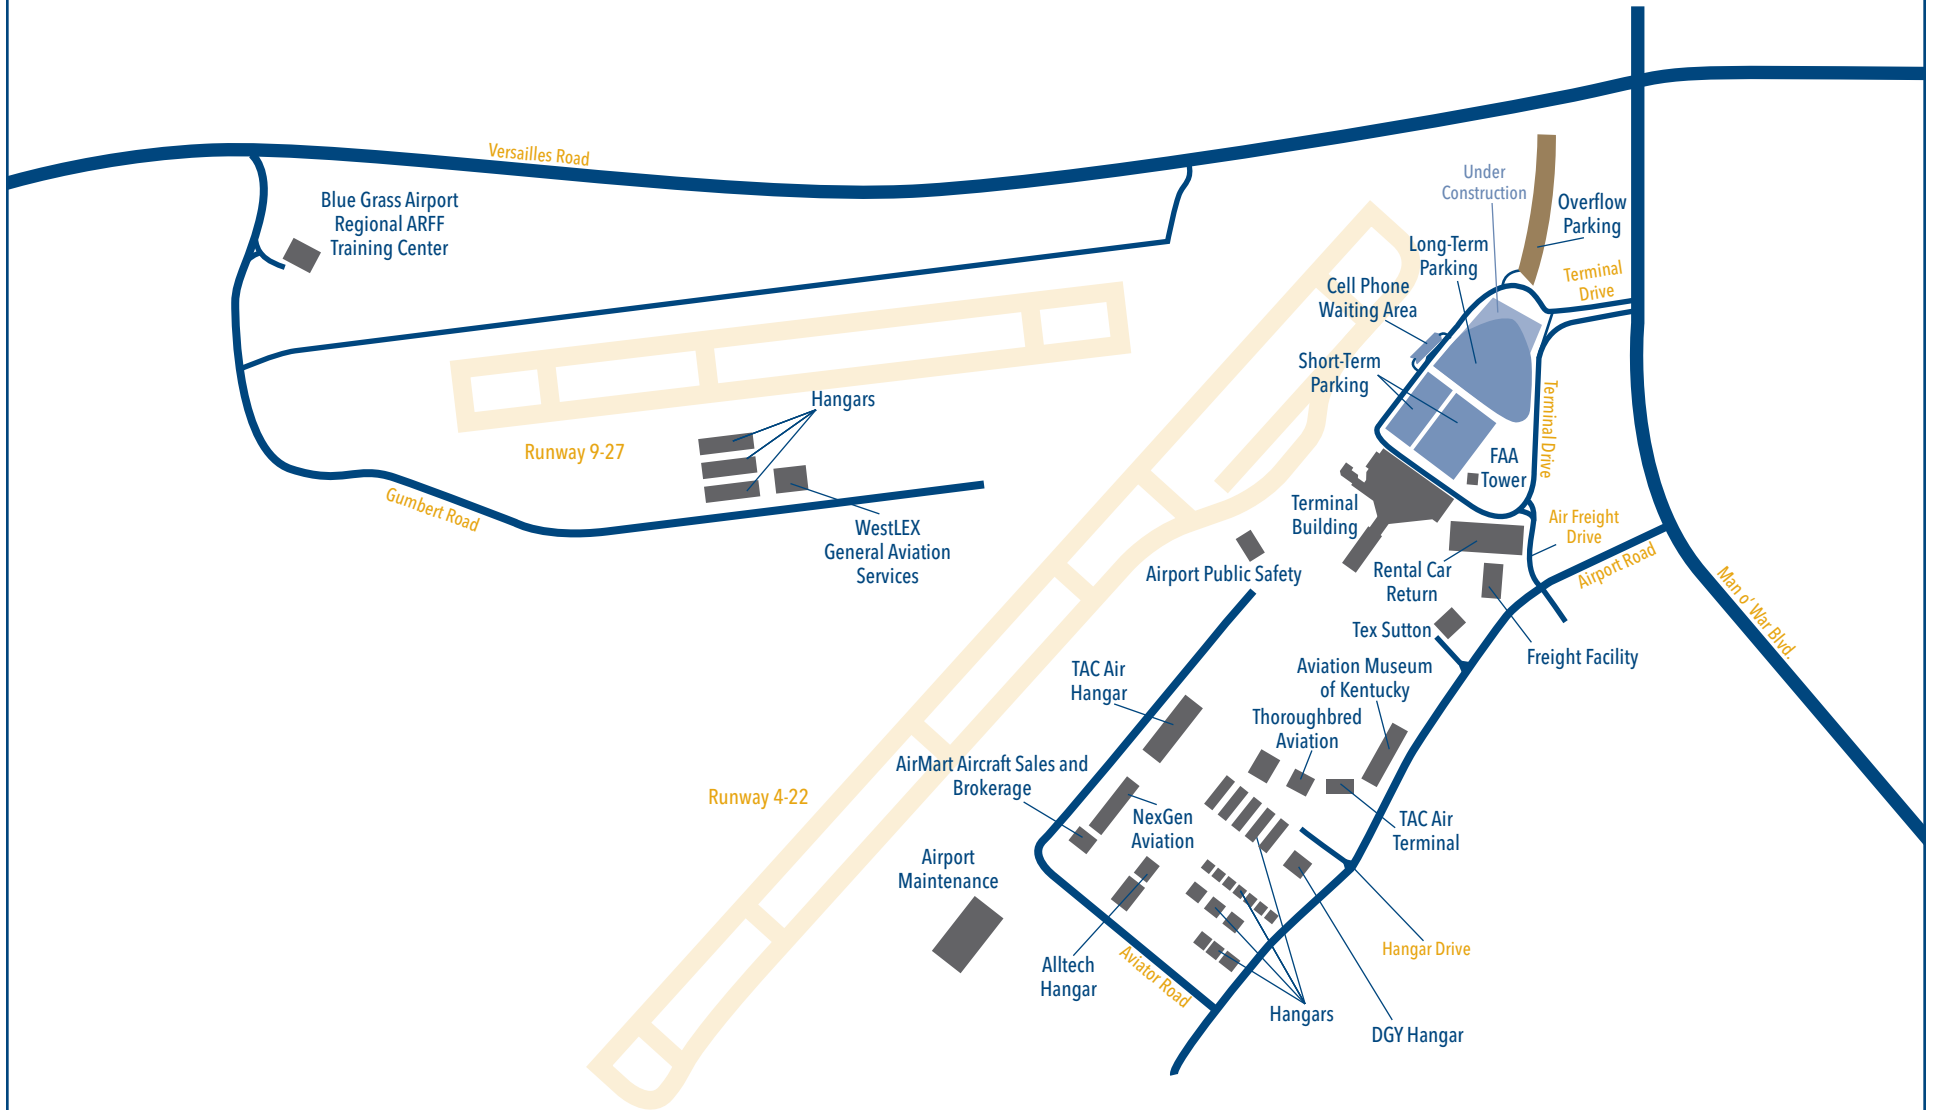 Versailles Road
Blue Grass Airport
Regional ARFF
Training Center
Under
Construction
Overflow
Parking
Long-Term
Parking
Terminal
Drive
Cell Phone
Waiting Area
Short-Term
Parking
Terminal Drive
Hangars
Runway 9-27
Gumbert Road
WestLEX
General Aviation
Services
FAA
Tower
Terminal
Building
Air Freight
Drive
Airport Road
Airport Public Safety
Rental Car
Return
Man o' War Blvd.
Tex Sutton
Freight Facility
TAC Air
Hangar
Aviation Museum
of Kentucky
Thoroughbred
Aviation
AirMart Aircraft Sales and
Brokerage
Runway 4-22
NexGen
Aviation
TAC Air
Terminal
Airport
Maintenance
Alltech
Hangar
Aviator Road
Hangar Drive
Hangars
DGY Hangar